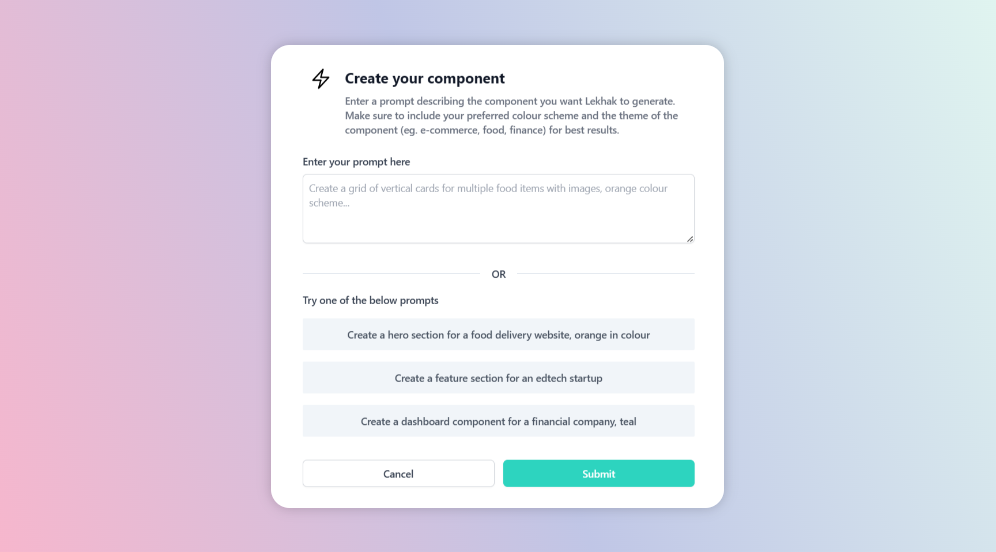 Create your component
Enter a prompt describing the component you want Lekhak to generate.
Make sure to include your preferred colour scheme and the theme of the
component (eg. e-commerce, food, finance) for best results.
Enter your prompt here
Create a grid of vertical cards for multiple food items with images, orange colour
scheme...
OR
Try one of the below prompts
Create a hero section for a food delivery website, orange in colour
Create a feature section for an edtech startup
Create a dashboard component for a financial company, teal
Cancel
Submit